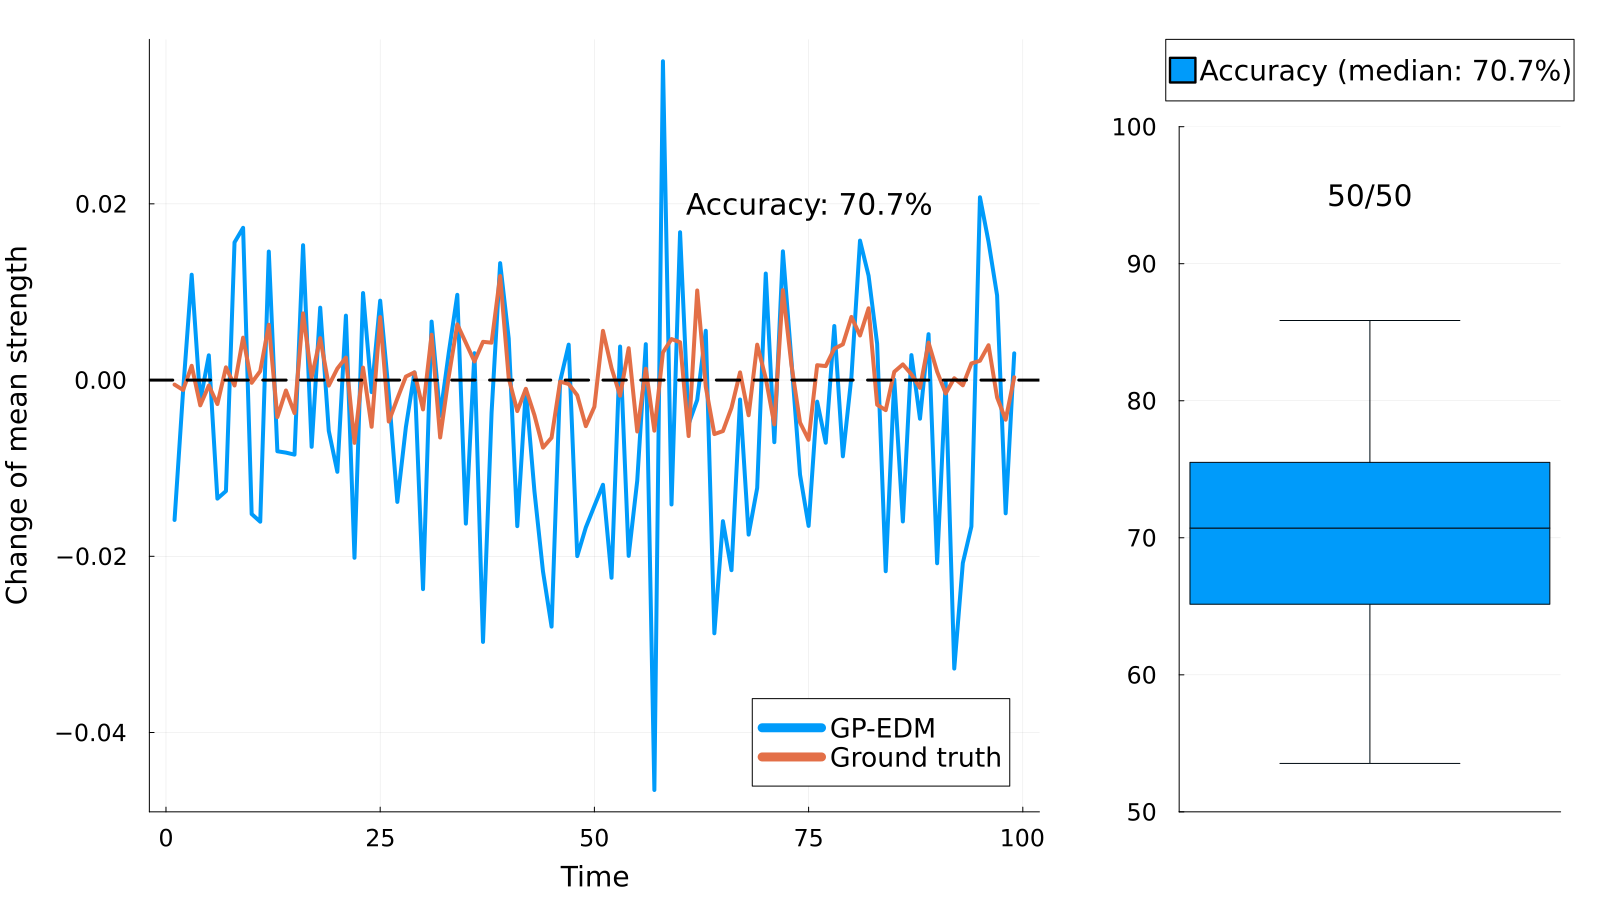 Change of mean strength
0.02
0.00
−0.02
−0.04
0
25
50
75
100
Time
Accuracy: 70.7%
GP-EDM
Ground truth
Accuracy (median: 70.7%)
100
90
80
70
60
50
50/50